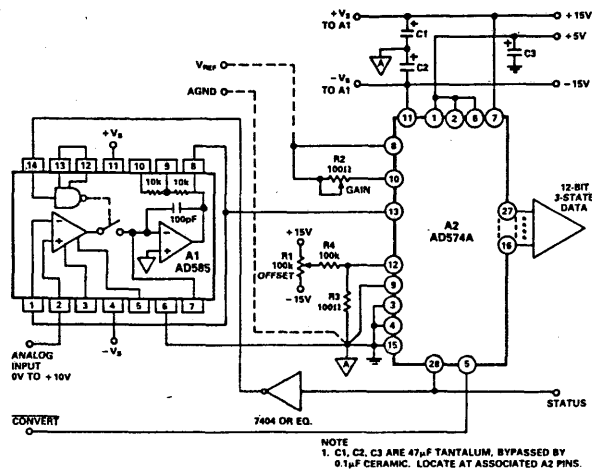 +Vs
TO A1
C1
C2
C3
+15V
+5V
-Vs
TO A1
-15V
A
VREF
AGND
11
1
2
6
7
14
13
12
11
10
9
8
+Vs
10k
10k
100pF
A1
AD585
1
2
3
4
5
6
7
ANALOG
INPUT
0V TO +10V
-Vs
CONVERT
8
R2
100Ω
GAIN
10
13
+15V
R1
100k
OFFSET
-15V
R4
100k
R3
100Ω
12
9
3
4
15
A
A2
AD574A
27
16
12-BIT
3-STATE
DATA
28
5
7404 OR EQ.
STATUS
NOTE
1. C1, C2, C3 ARE 47µF TANTALUM, BYPASSED BY
0.1µF CERAMIC. LOCATE AT ASSOCIATED A2 PINS.